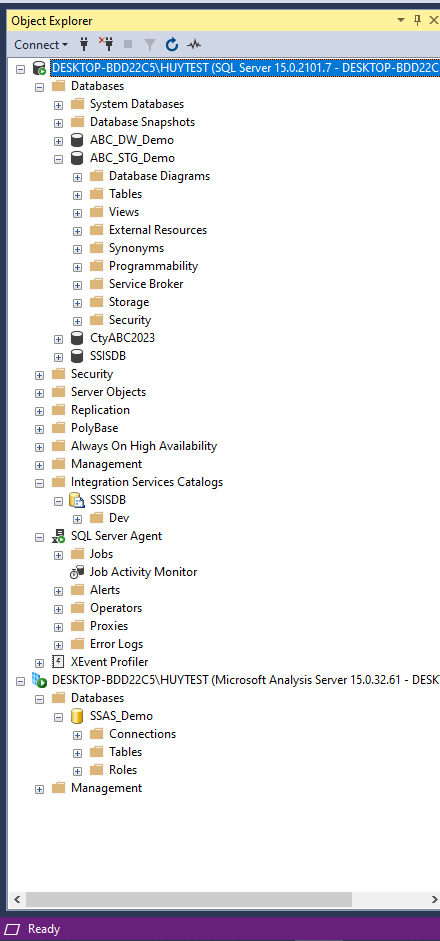 Object Explorer
Connect
DESKTOP-BDD22C5\HUYTEST (SQL Server 15.0.2101.7 - DESKTOP-BDD22C
Databases
System Databases
Database Snapshots
ABC_DW_Demo
ABC_STG_Demo
Database Diagrams
Tables
Views
External Resources
Synonyms
Programmability
Service Broker
Storage
Security
CtyABC2023
SSISDB
Security
Server Objects
Replication
PolyBase
Always On High Availability
Management
Integration Services Catalogs
SSISDB
Dev
SQL Server Agent
Jobs
Job Activity Monitor
Alerts
Operators
Proxies
Error Logs
XEvent Profiler
DESKTOP-BDD22C5\HUYTEST (Microsoft Analysis Server 15.0.32.61 - DESK
Databases
SSAS_Demo
Connections
Tables
Roles
Management
Ready